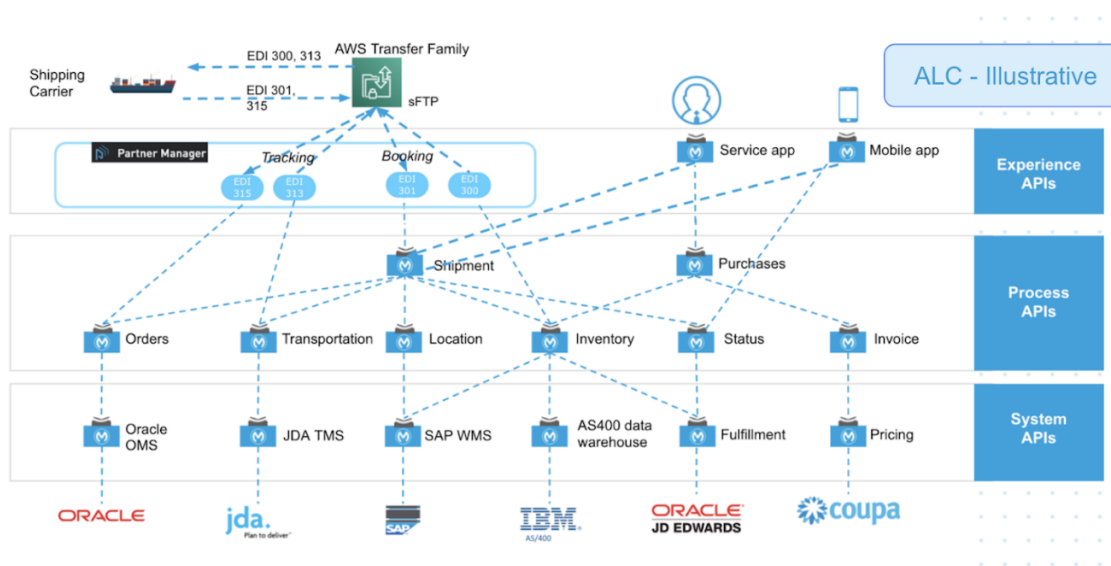 ALC - Illustrative
AWS Transfer Family
EDI 300, 313
Shipping
Carrier
EDI 301,
315
sFTP
Partner Manager
Tracking
Booking
EDI
315
EDI
313
EDI
301
EDI
300
Service app
Mobile app
Experience
APIs
Shipment
Purchases
Process
APIs
Orders
Transportation
Location
Inventory
Status
Invoice
System
APIs
Oracle
OMS
JDA TMS
SAP WMS
AS400 data
warehouse
Fulfillment
Pricing
ORACLE
jda.
Plan to deliver™
SAP
IBM®
AS/400
ORACLE®
JD EDWARDS
coupa